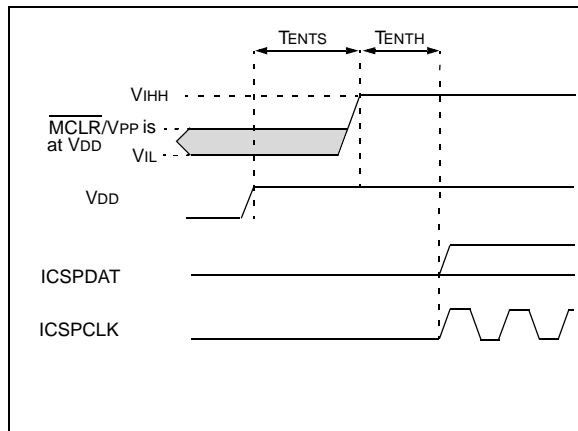 TENTS TENTH
VIHH
MCLR/VPP is
at VDD
VIL
VDD
ICSPDAT
ICSPCLK